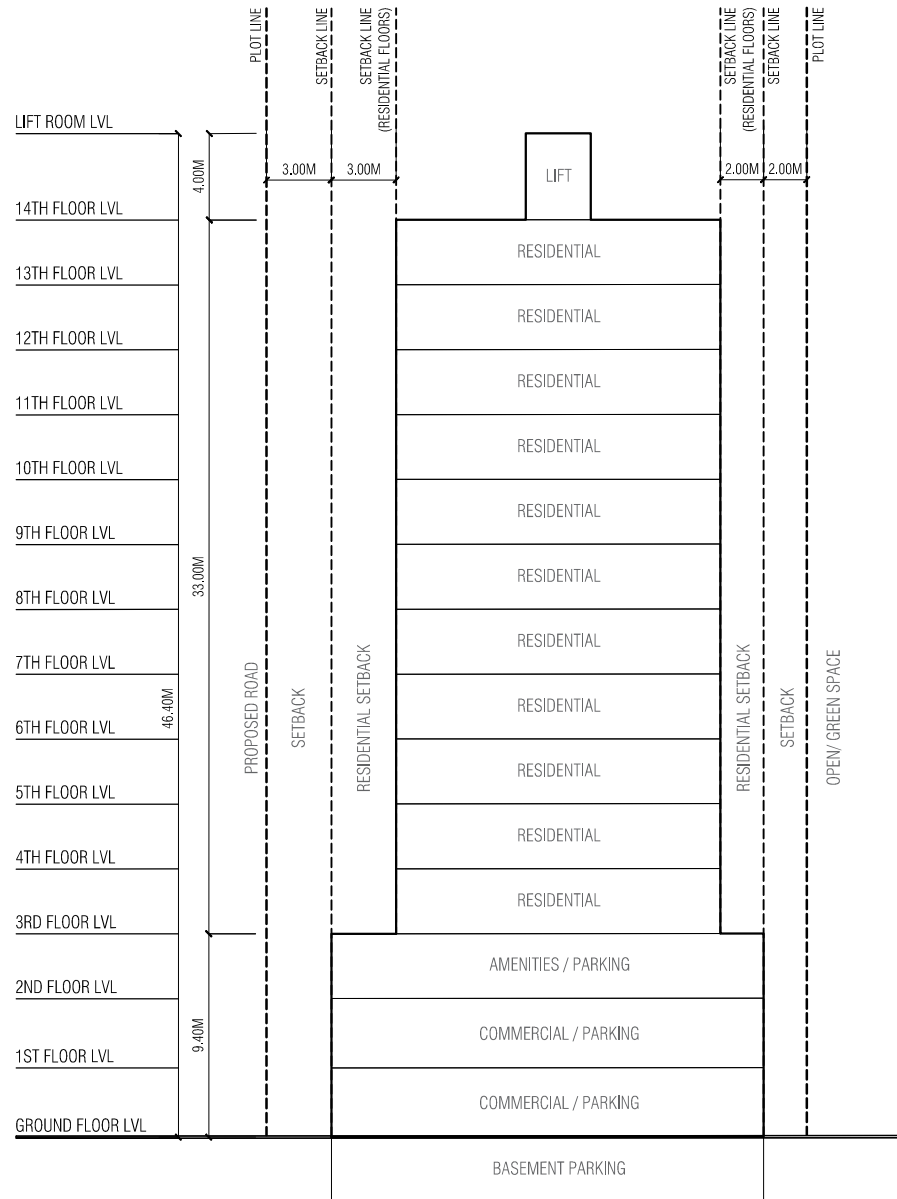 PLOT LINE
SETBACK LINE
SETBACK LINE
(RESIDENTIAL FLOORS)
SETBACK LINE
(RESIDENTIAL FLOORS)
SETBACK LINE
PLOT LINE
LIFT ROOM LVL
4.00M
3.00M
3.00M
LIFT
2.00M
2.00M
14TH FLOOR LVL
RESIDENTIAL
13TH FLOOR LVL
RESIDENTIAL
12TH FLOOR LVL
RESIDENTIAL
11TH FLOOR LVL
RESIDENTIAL
10TH FLOOR LVL
RESIDENTIAL
9TH FLOOR LVL
RESIDENTIAL
8TH FLOOR LVL
33.00M
RESIDENTIAL
7TH FLOOR LVL
RESIDENTIAL
6TH FLOOR LVL
46.40M
PROPOSED ROAD
SETBACK
RESIDENTIAL SETBACK
RESIDENTIAL
RESIDENTIAL SETBACK
SETBACK
OPEN/ GREEN SPACE
5TH FLOOR LVL
RESIDENTIAL
4TH FLOOR LVL
RESIDENTIAL
3RD FLOOR LVL
RESIDENTIAL
2ND FLOOR LVL
AMENITIES / PARKING
9.40M
1ST FLOOR LVL
COMMERCIAL / PARKING
GROUND FLOOR LVL
COMMERCIAL / PARKING
BASEMENT PARKING